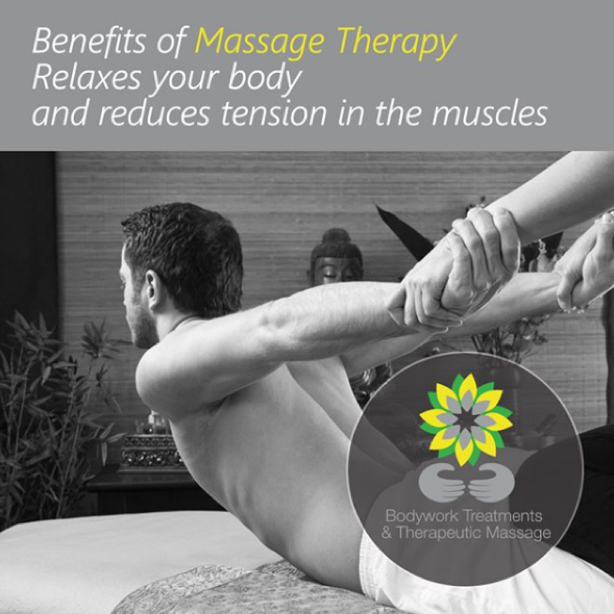 Benefits of Massage Therapy
Relaxes your body
and reduces tension in the muscles
Bodywork Treatments
& Therapeutic Massage